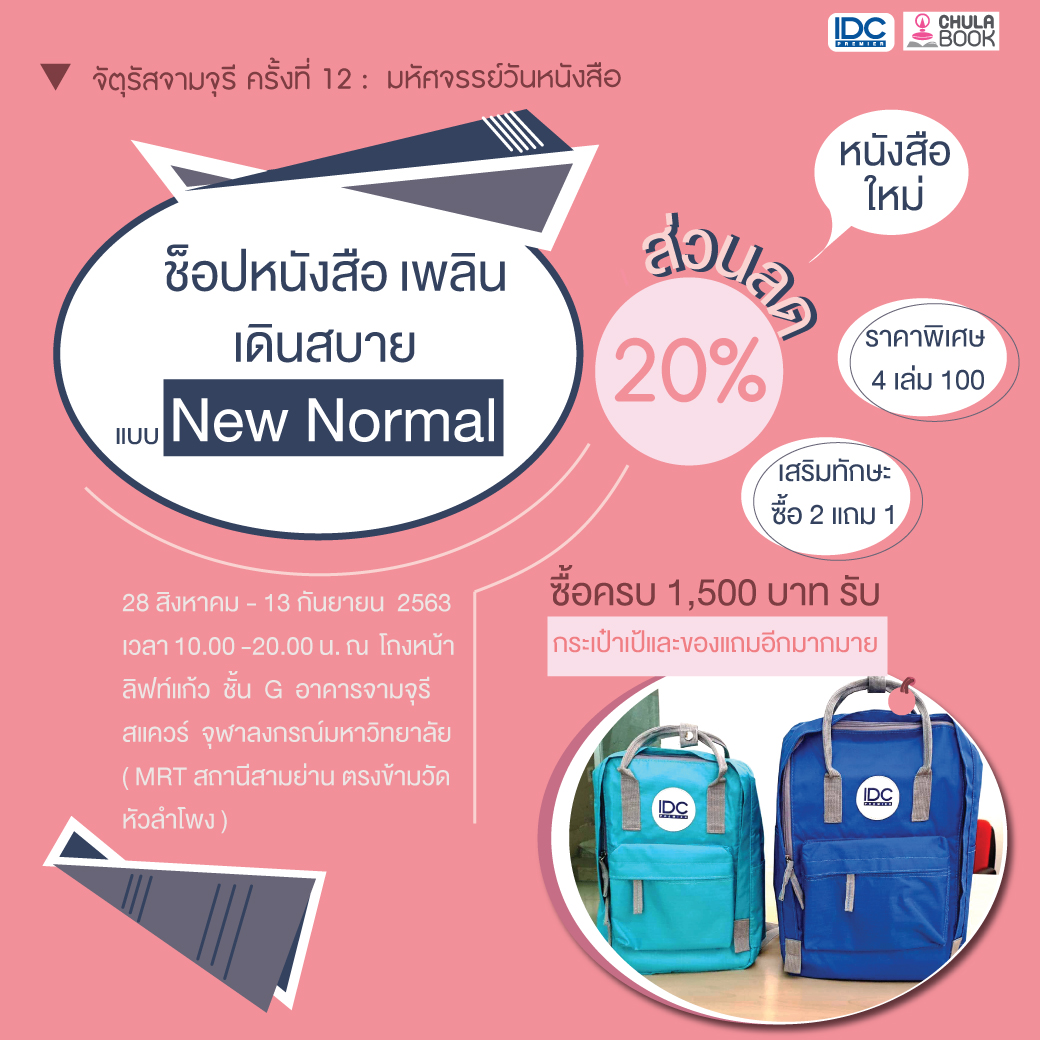 IDC
PREMIER
CHULA
BOOK
จัตุรัสจามจุรี ครั้งที่ 12 : มหัศจรรย์วันหนังสือ
ช็อปหนังสือ เพลิน
เดินสบาย
แบบ New Normal
หนังสือ
ใหม่
ส่วนลด
20%
ราคาพิเศษ
4 เล่ม 100
เสริมทักษะ
ซื้อ 2 แถม 1
28 สิงหาคม - 13 กันยายน 2563
เวลา 10.00 -20.00 น. ณ โถงหน้า
ลิฟท์แก้ว ชั้น G อาคารจามจุรี
สแควร์ จุฬาลงกรณ์มหาวิทยาลัย
( MRT สถานีสามย่าน ตรงข้ามวัด
หัวลำโพง )
ซื้อครบ 1,500 บาท รับ
กระเป๋าเป้และของแถมอีกมากมาย
IDC
PREMIER
IDC
PREMIER